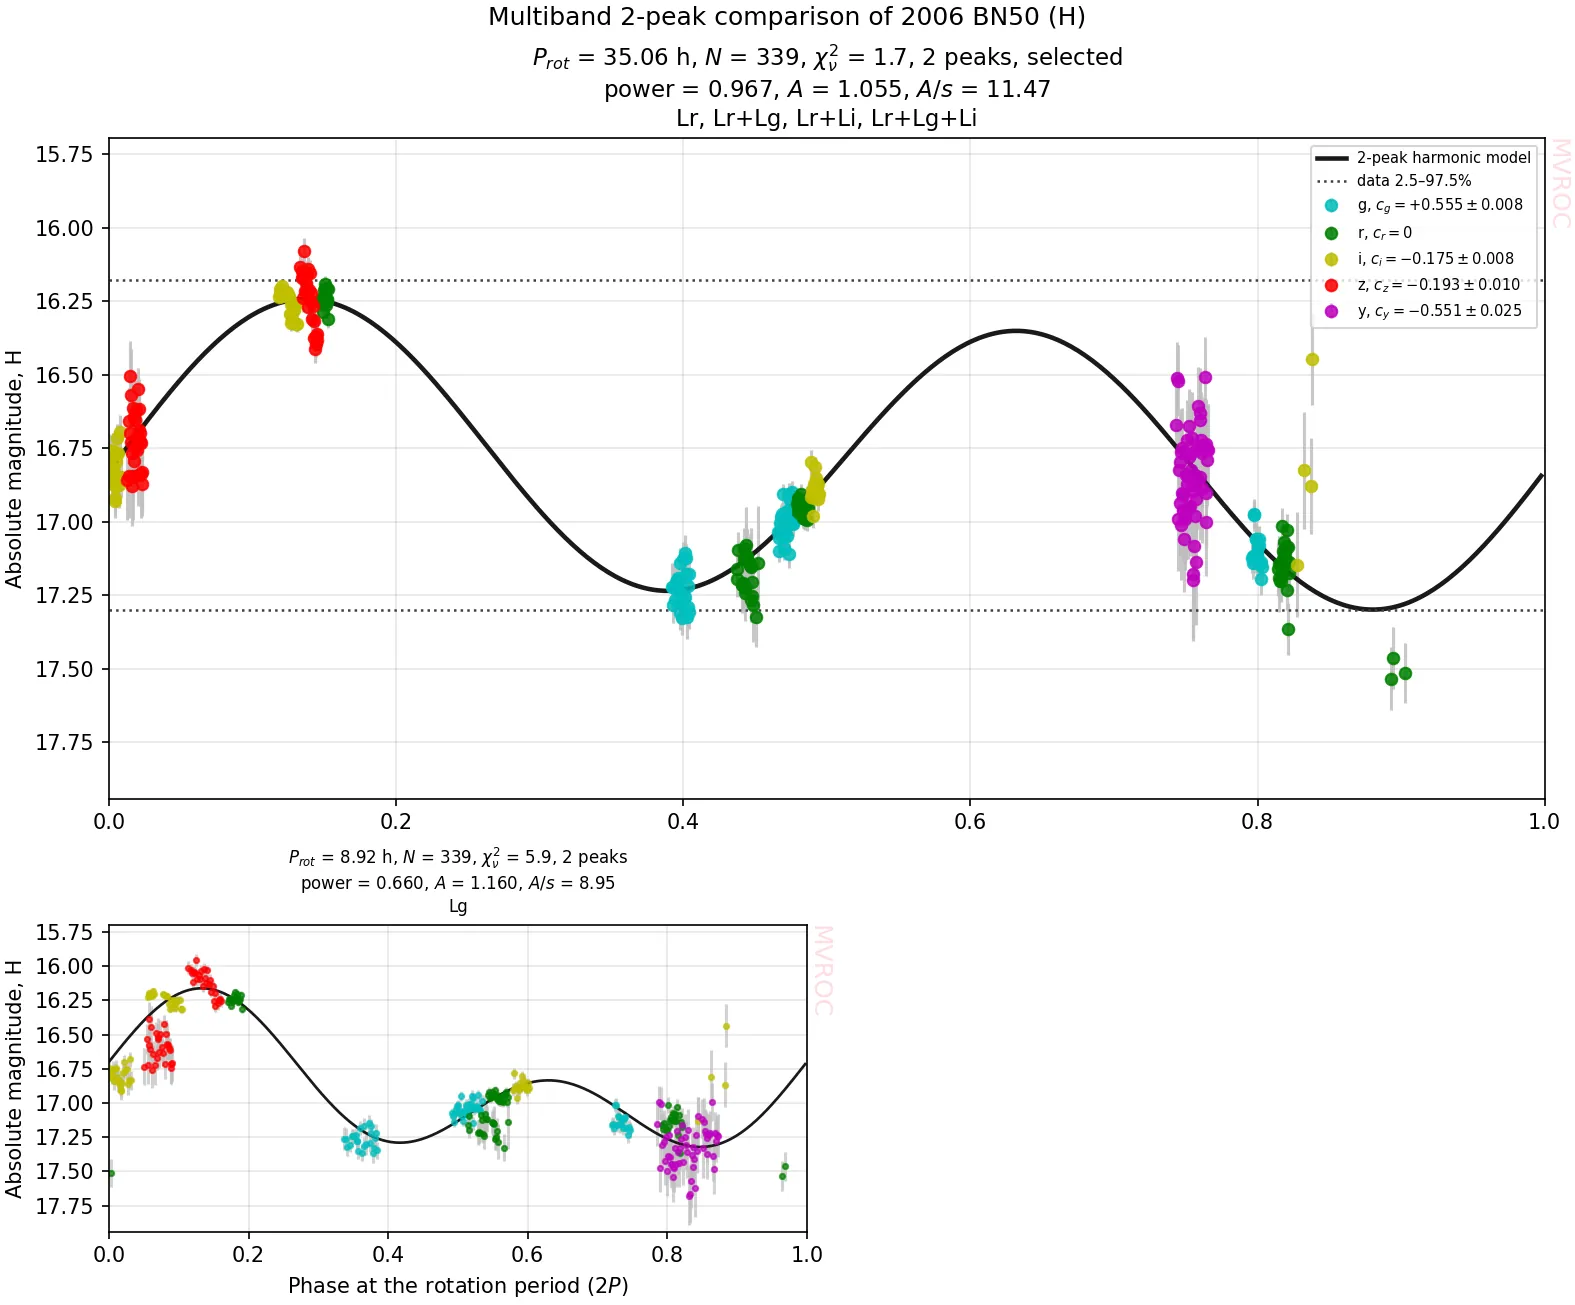 Multiband 2-peak comparison of 2006 BN50 (H)
P_rot = 35.06 h, N = 339, χ²_ν = 1.7, 2 peaks, selected
power = 0.967, A = 1.055, A/s = 11.47
Lr, Lr+Lg, Lr+Li, Lr+Lg+Li
MVROC
2-peak harmonic model
data 2.5–97.5%
g, c_g = +0.555 ± 0.008
r, c_r = 0
i, c_i = −0.175 ± 0.008
z, c_z = −0.193 ± 0.010
y, c_y = −0.551 ± 0.025
Absolute magnitude, H
15.75
16.00
16.25
16.50
16.75
17.00
17.25
17.50
17.75
0.0 0.2 0.4 0.6 0.8 1.0
P_rot = 8.92 h, N = 339, χ²_ν = 5.9, 2 peaks
power = 0.660, A = 1.160, A/s = 8.95
Lg
MVROC
Absolute magnitude, H
15.75
16.00
16.25
16.50
16.75
17.00
17.25
17.50
17.75
0.0 0.2 0.4 0.6 0.8 1.0
Phase at the rotation period (2P)